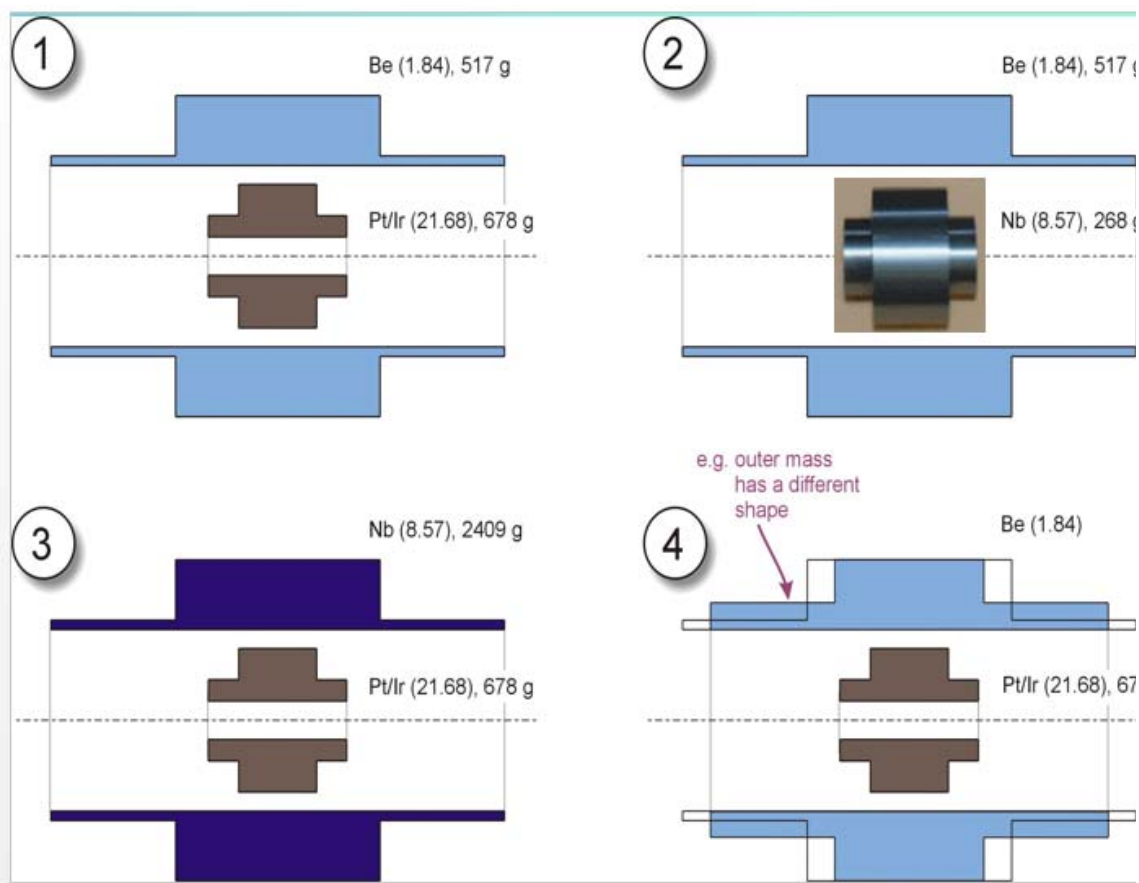 1
Be (1.84), 517 g
Pt/Ir (21.68), 678 g
2
Be (1.84), 517 g
Nb (8.57), 268 g
3
Nb (8.57), 2409 g
Pt/Ir (21.68), 678 g
e.g. outer mass
has a different
shape
4
Be (1.84)
Pt/Ir (21.68), 67